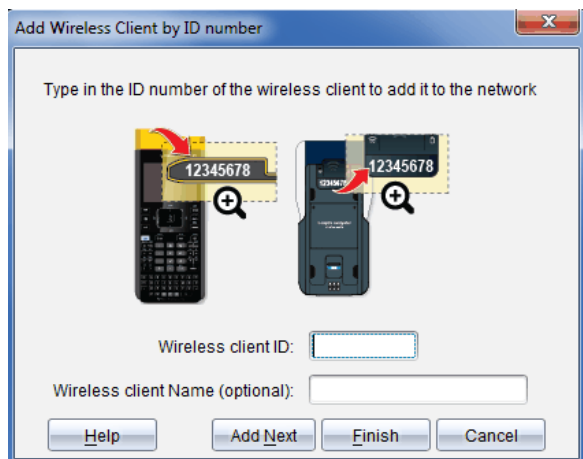 Add Wireless Client by ID number
Type in the ID number of the wireless client to add it to the network
12345678
12345678
12345678
Wireless client ID:
Wireless client Name (optional):
Help Add Next Finish Cancel